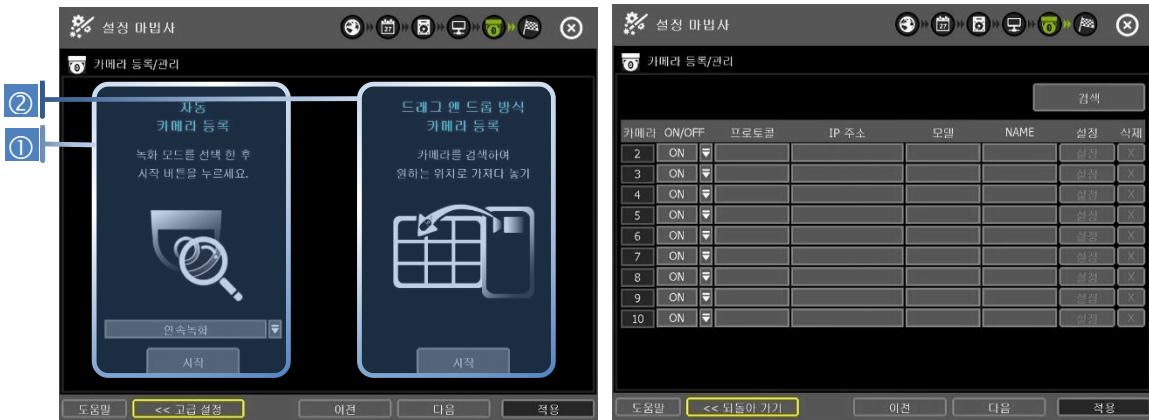 설정 마법사
27
0
카메라 등록/관리
②
①
자동
카메라 등록
녹화 모드를 선택 한 후
시작 버튼을 누르세요.
연속녹화
시작
드래그 앤 드롭 방식
카메라 등록
카메라를 검색하여
원하는 위치로 가져다 놓기
시작
도움말 << 고급 설정 이전 다음 적용
설정 마법사
27
0
카메라 등록/관리
검색
카메라 ON/OFF 프로토콜 IP 주소 모델 NAME 설정 삭제
2 ON 설정 X
3 ON 설정 X
4 ON 설정 X
5 ON 설정 X
6 ON 설정 X
7 ON 설정 X
8 ON 설정 X
9 ON 설정 X
10 ON 설정 X
도움말 << 되돌아 가기 이전 다음 적용